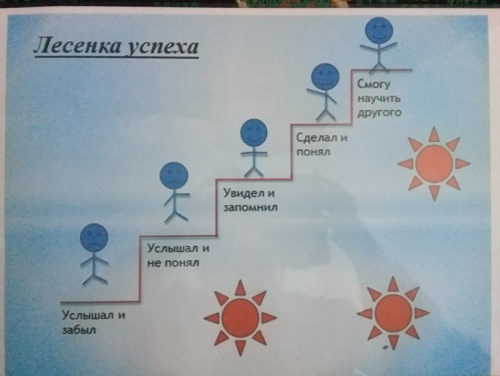 Лесенка успеха
Смогу
научить
другого
Сделал и
понял
Увидел и
запомнил
Услышал и
не понял
Услышал и
забыл